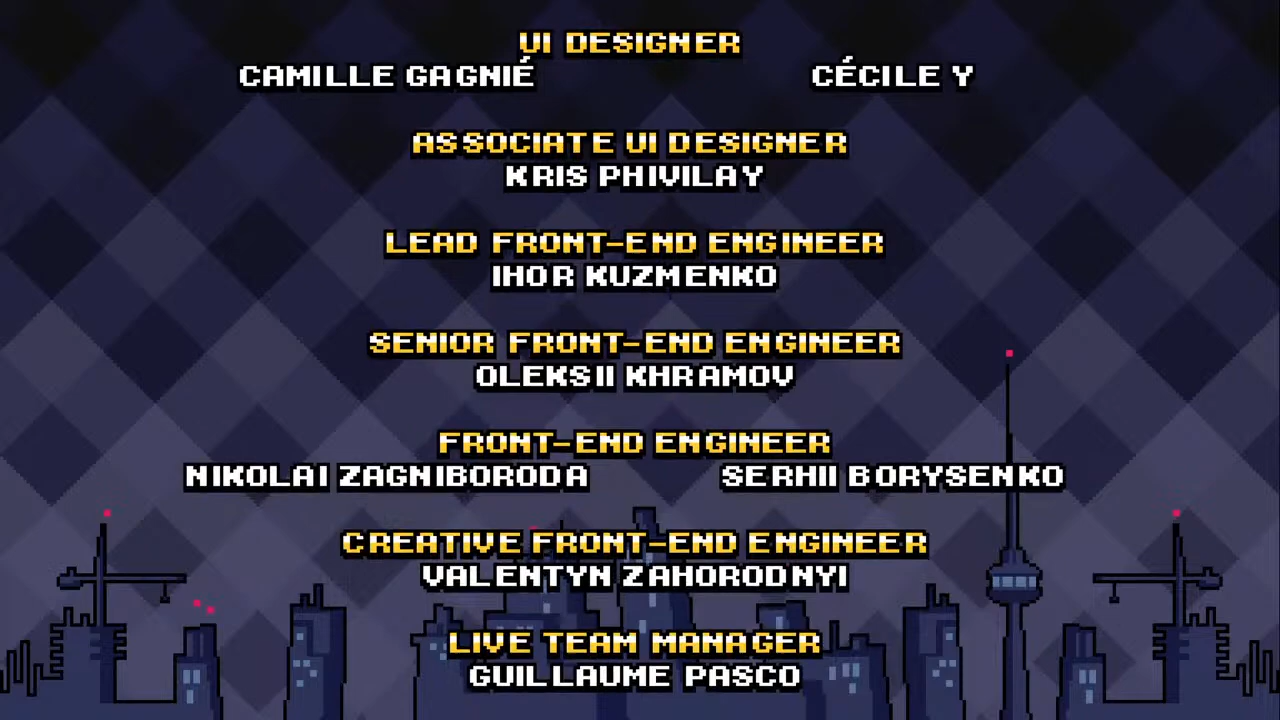 UI DESIGNER
CAMILLE GAGNIÉ CÉCILE Y
ASSOCIATE UI DESIGNER
KRIS PHIVILAY
LEAD FRONT-END ENGINEER
IHOR KUZMENKO
SENIOR FRONT-END ENGINEER
OLEKSII KHRAMOV
FRONT-END ENGINEER
NIKOLAI ZAGNIBORODA SERHII BORYSENKO
CREATIVE FRONT-END ENGINEER
VALENTYN ZAHORODNYI
LIVE TEAM MANAGER
GUILLAUME PASCO